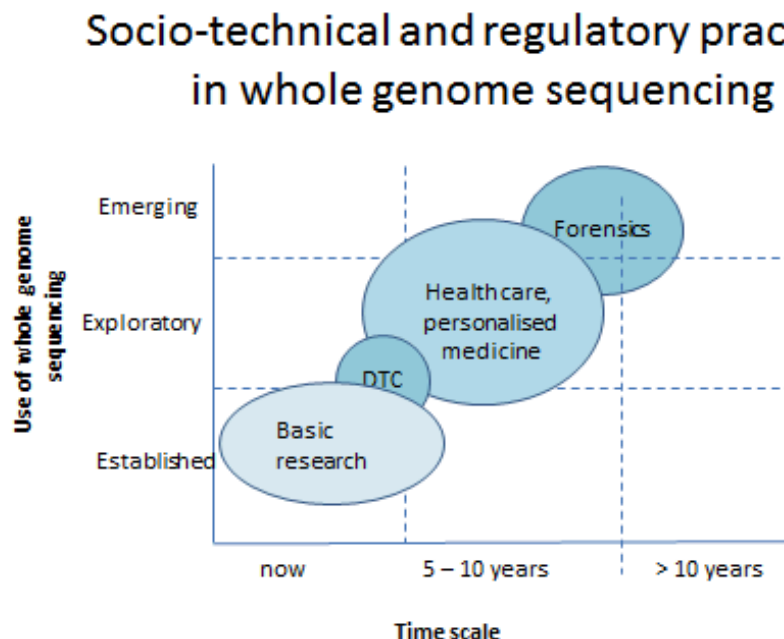 Socio-technical and regulatory prac
in whole genome sequencing
Emerging
Forensics
Use of whole genome
sequencing
Healthcare,
personalised
medicine
Exploratory
DTC
Basic
research
Established
now
5 – 10 years
> 10 years
Time scale